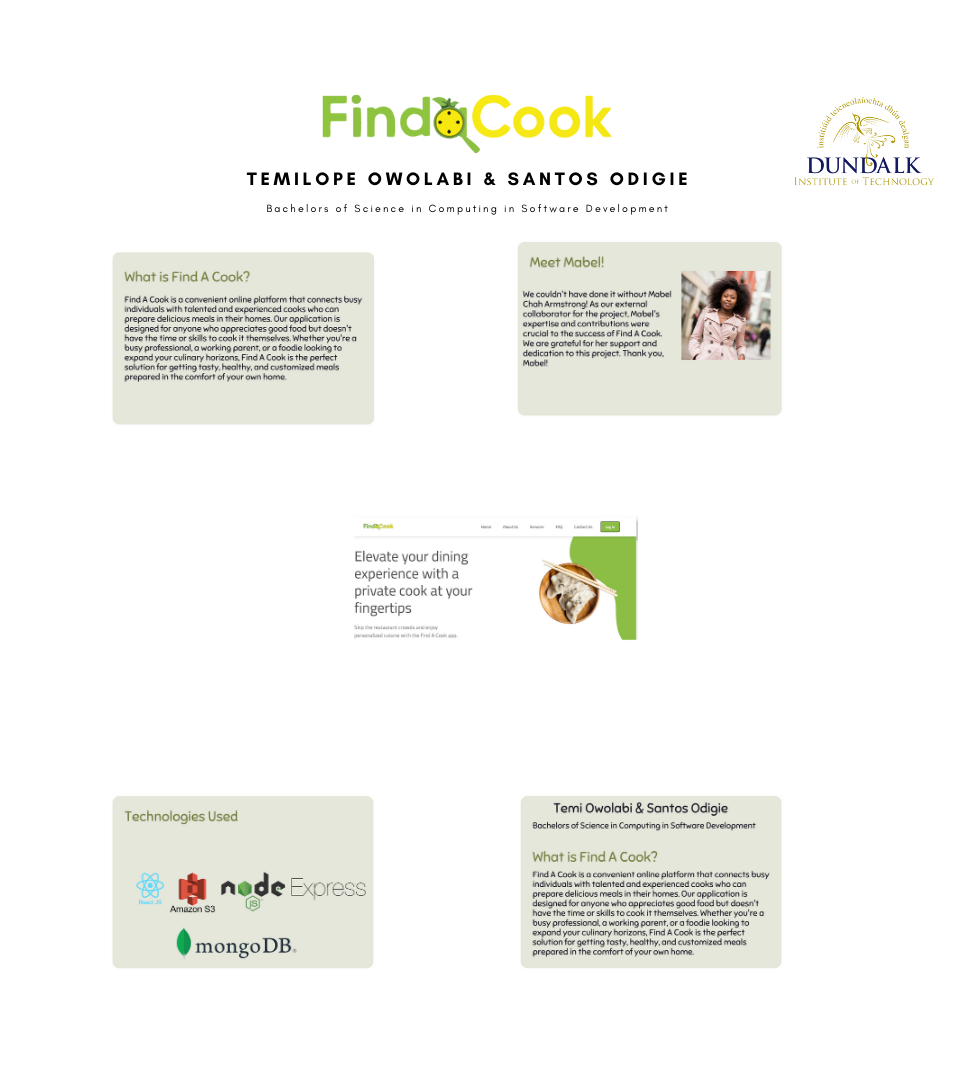 FindaCook
institiúid teicneolaíochta dhún dealgan
DUNDALK
INSTITUTE OF TECHNOLOGY
TEMILOPE OWOLABI & SANTOS ODIGIE
Bachelors of Science in Computing in Software Development
What is Find A Cook?
Find A Cook is a convenient online platform that connects busy
individuals with talented and experienced cooks who can
prepare delicious meals in their homes. Our application is
designed for anyone who appreciates good food but doesn't
have the time or skills to cook it themselves. Whether you're a
busy professional, a working parent, or a foodie looking to
expand your culinary horizons, Find A Cook is the perfect
solution for getting tasty, healthy, and customized meals
prepared in the comfort of your own home.
Meet Mabel!
We couldn't have done it without Mabel
Chah Armstrong! As our external
collaborator for the project, Mabel's
expertise and contributions were
crucial to the success of Find A Cook.
We are grateful for her support and
dedication to this project. Thank you,
Mabel!
FindaCook
Home About Us Services FAQ Contact Us Log In
Elevate your dining
experience with a
private cook at your
fingertips
Skip the restaurant crowds and enjoy
personalized cuisine with the Find A Cook app.
Technologies Used
React JS
Amazon S3
node
JS
Express
mongoDB®
Temi Owolabi & Santos Odigie
Bachelors of Science in Computing in Software Development
What is Find A Cook?
Find A Cook is a convenient online platform that connects busy
individuals with talented and experienced cooks who can
prepare delicious meals in their homes. Our application is
designed for anyone who appreciates good food but doesn't
have the time or skills to cook it themselves. Whether you're a
busy professional, a working parent, or a foodie looking to
expand your culinary horizons, Find A Cook is the perfect
solution for getting tasty, healthy, and customized meals
prepared in the comfort of your own home.